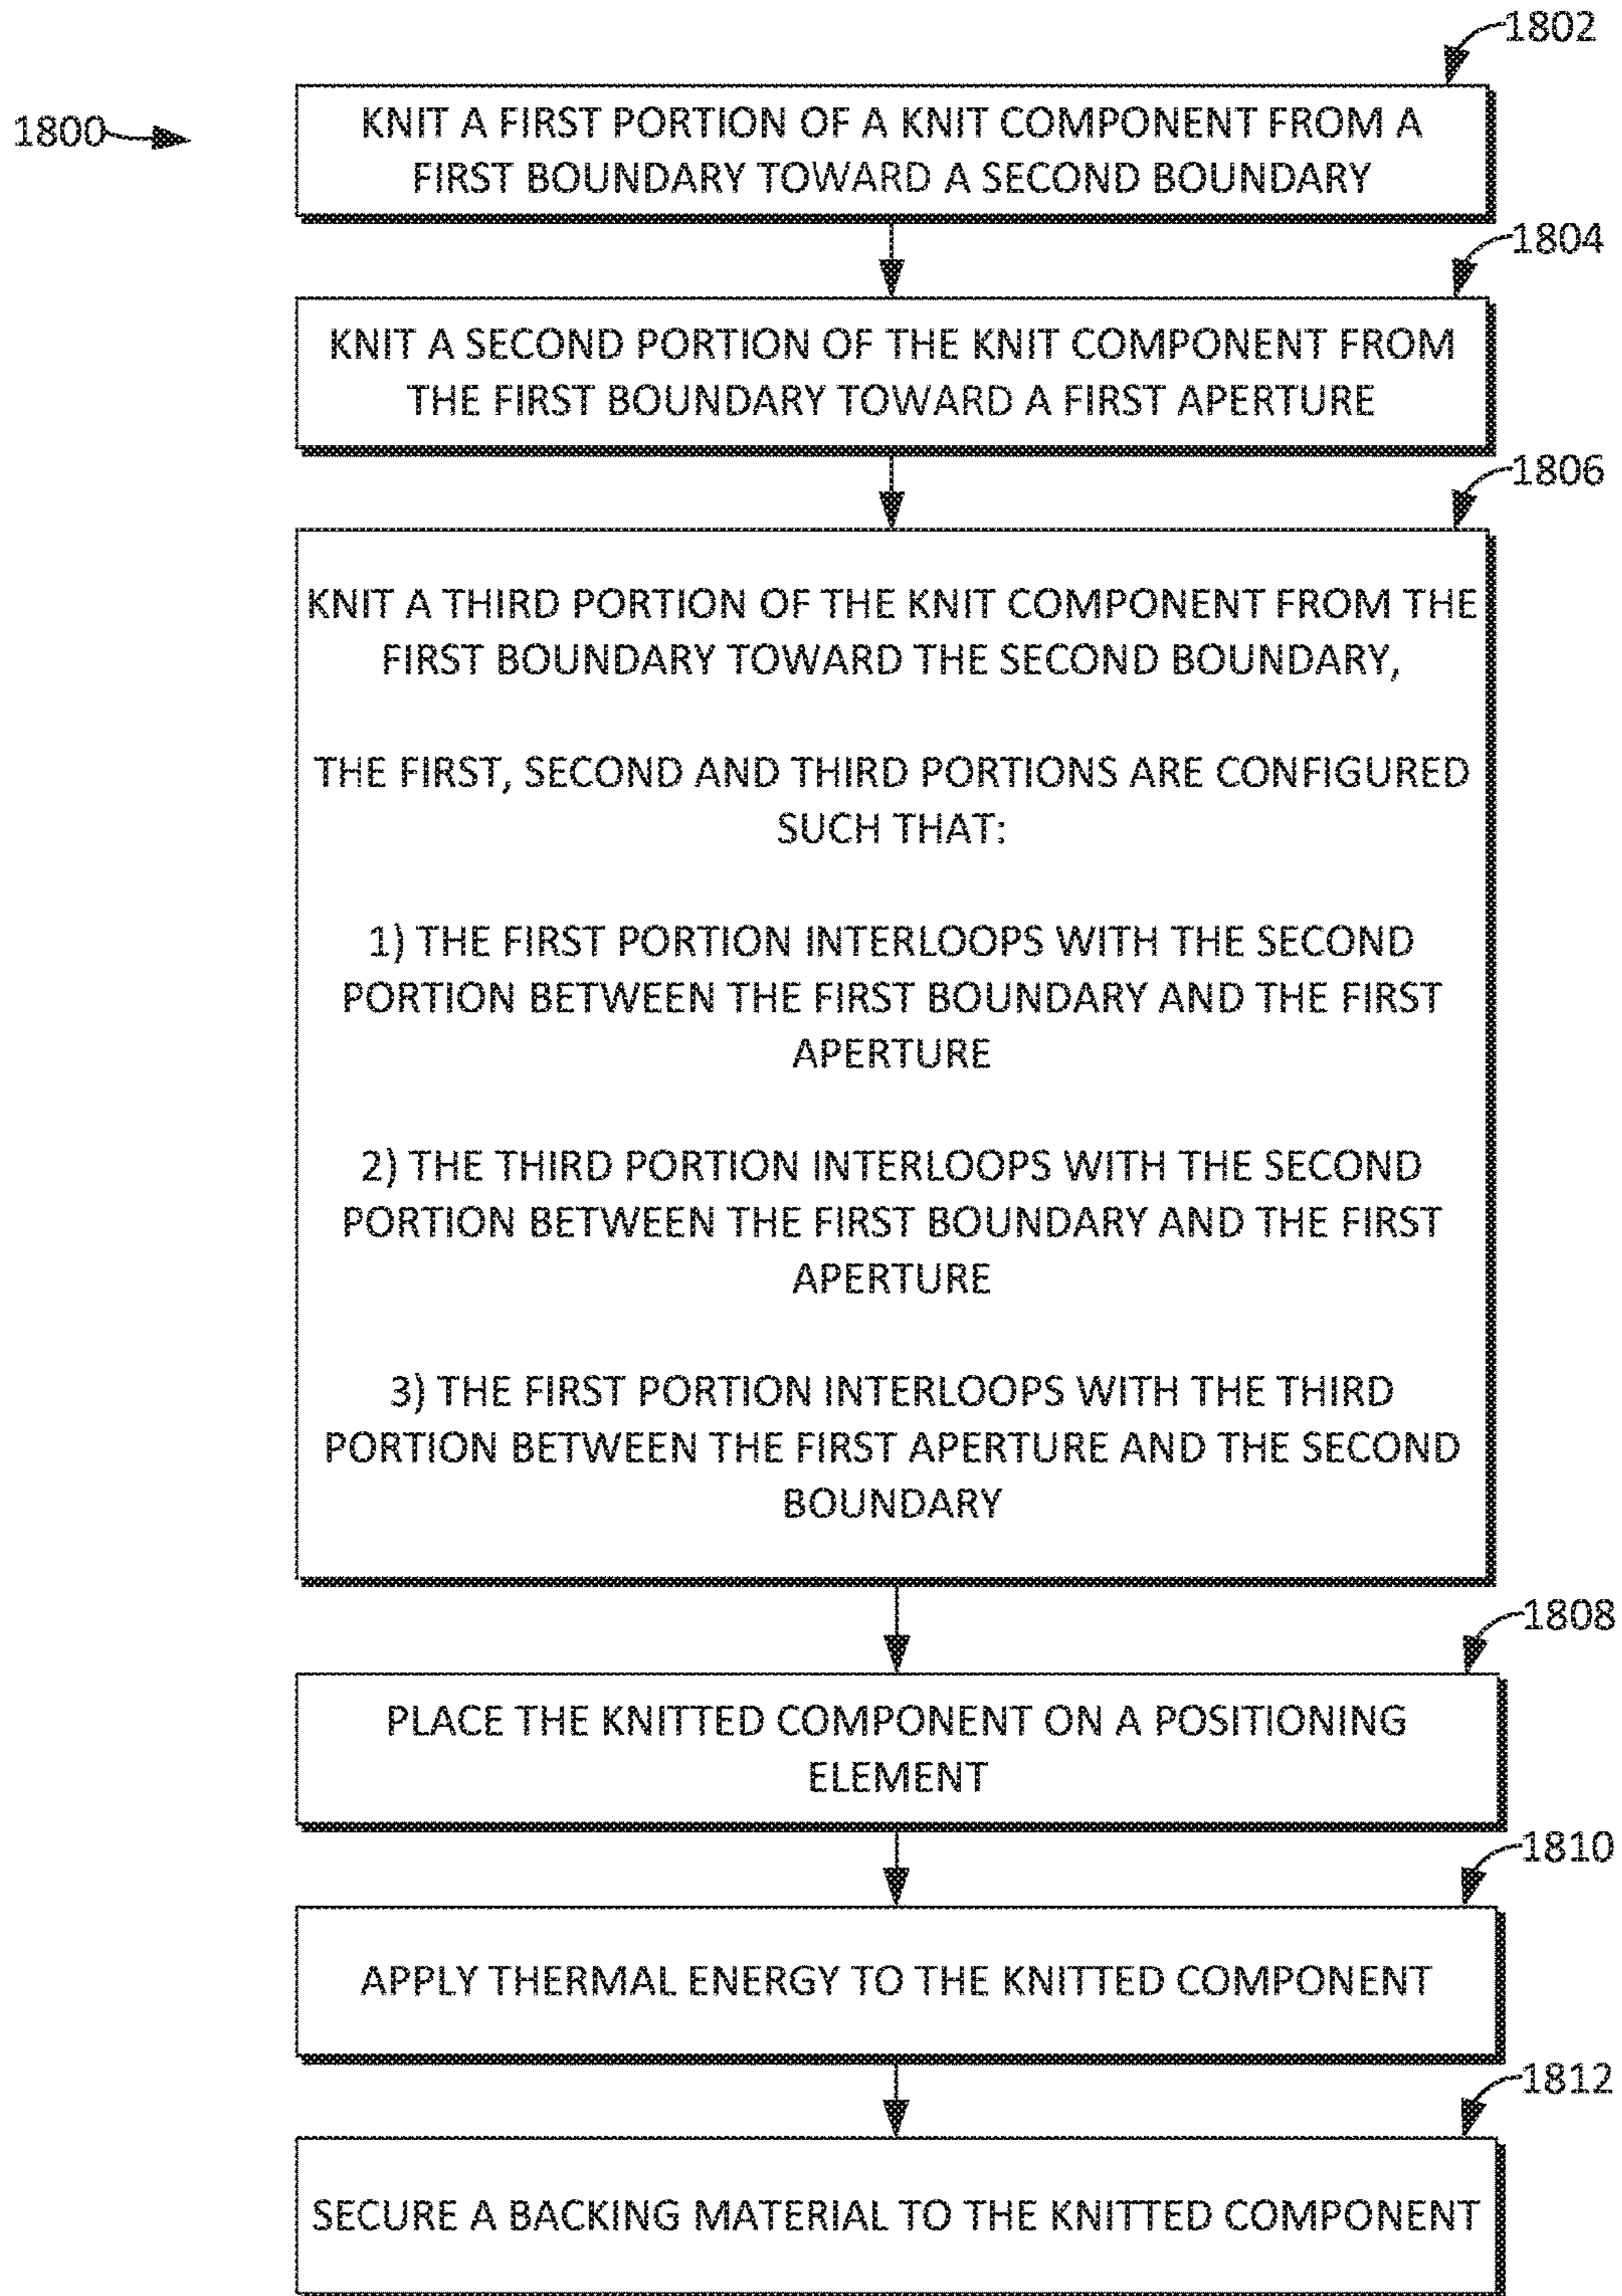 1802
1800
KNIT A FIRST PORTION OF A KNIT COMPONENT FROM A
FIRST BOUNDARY TOWARD A SECOND BOUNDARY
1804
KNIT A SECOND PORTION OF THE KNIT COMPONENT FROM
THE FIRST BOUNDARY TOWARD A FIRST APERTURE
1806
KNIT A THIRD PORTION OF THE KNIT COMPONENT FROM THE
FIRST BOUNDARY TOWARD THE SECOND BOUNDARY,
THE FIRST, SECOND AND THIRD PORTIONS ARE CONFIGURED
SUCH THAT:
1) THE FIRST PORTION INTERLOOPS WITH THE SECOND
PORTION BETWEEN THE FIRST BOUNDARY AND THE FIRST
APERTURE
2) THE THIRD PORTION INTERLOOPS WITH THE SECOND
PORTION BETWEEN THE FIRST BOUNDARY AND THE FIRST
APERTURE
3) THE FIRST PORTION INTERLOOPS WITH THE THIRD
PORTION BETWEEN THE FIRST APERTURE AND THE SECOND
BOUNDARY
1808
PLACE THE KNITTED COMPONENT ON A POSITIONING
ELEMENT
1810
APPLY THERMAL ENERGY TO THE KNITTED COMPONENT
1812
SECURE A BACKING MATERIAL TO THE KNITTED COMPONENT